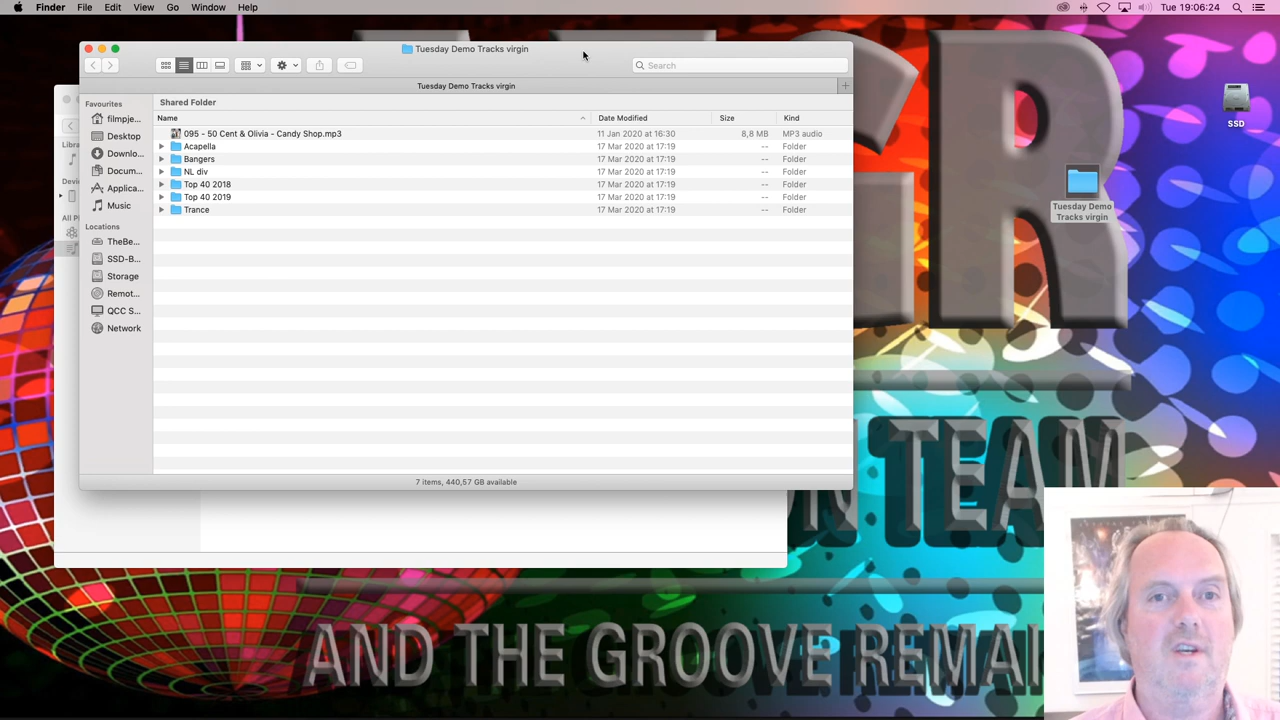 Finder File Edit View Go Window Help Tue 19:06:24
Tuesday Demo Tracks virgin
Search
Tuesday Demo Tracks virgin
Favourites
filmpje...
Desktop
Downlo...
Docum...
Applica...
Music
Locations
TheBe...
SSD-B...
Storage
Remot...
QCC S...
Network
Shared Folder
Name Date Modified Size Kind
095 - 50 Cent & Olivia - Candy Shop.mp3 11 Jan 2020 at 16:30 8,8 MB MP3 audio
Acapella 17 Mar 2020 at 17:19 -- Folder
Bangers 17 Mar 2020 at 17:19 -- Folder
NL div 17 Mar 2020 at 17:19 -- Folder
Top 40 2018 17 Mar 2020 at 17:19 -- Folder
Top 40 2019 17 Mar 2020 at 17:19 -- Folder
Trance 17 Mar 2020 at 17:19 -- Folder
7 items, 440,57 GB available
Libra
Devic
All Pl
SSD
Tuesday Demo
Tracks virgin
ER
N TEAM
AND THE GROOVE REMAI